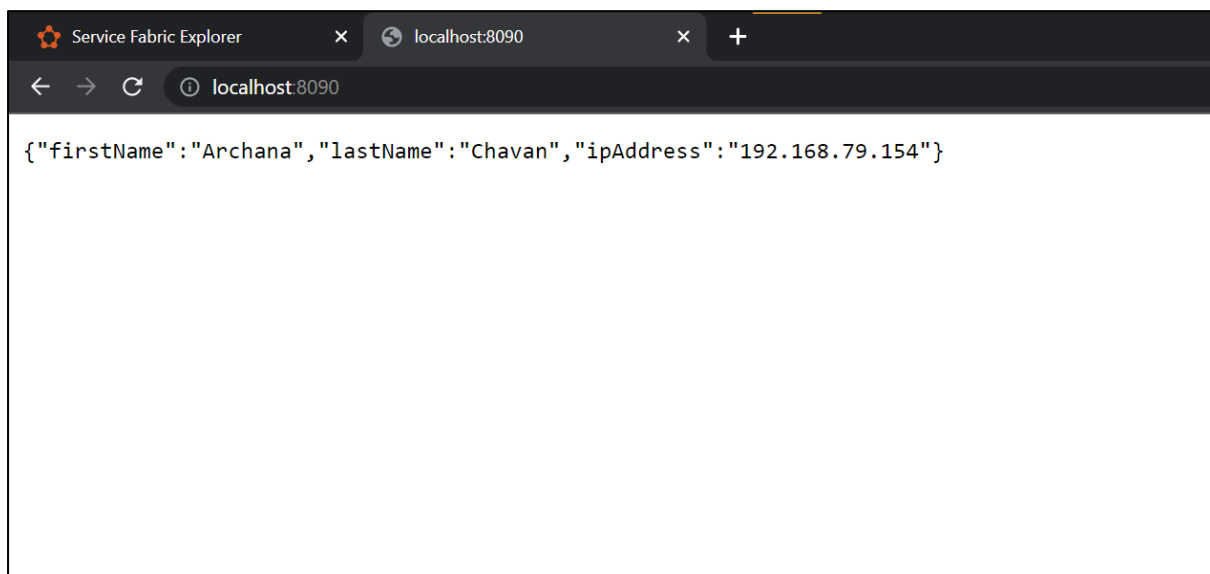 Service Fabric Explorer
localhost:8090
localhost:8090
{"firstName":"Archana","lastName":"Chavan","ipAddress":"192.168.79.154"}